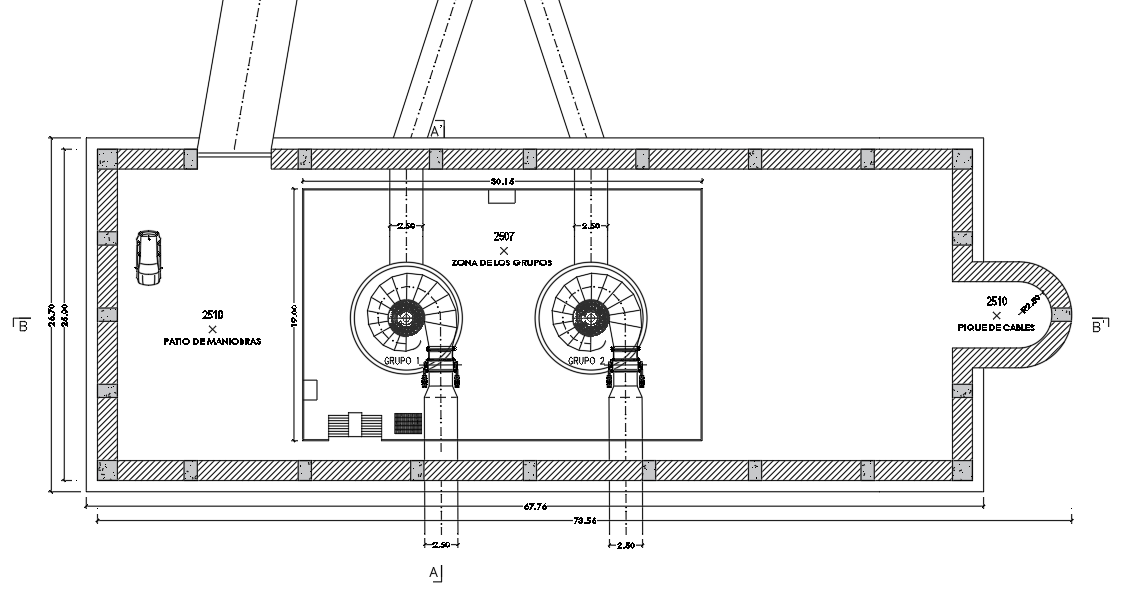 A'
30.15
2.50
2.50
2507
ZONA DE LOS GRUPOS
26.70
25.00
19.00
2510
PATIO DE MANIOBRAS
2510
PIQUE DE CABLES
B
B'
GRUPO 1
GRUPO 2
67.76
73.56
2.50
2.50
A